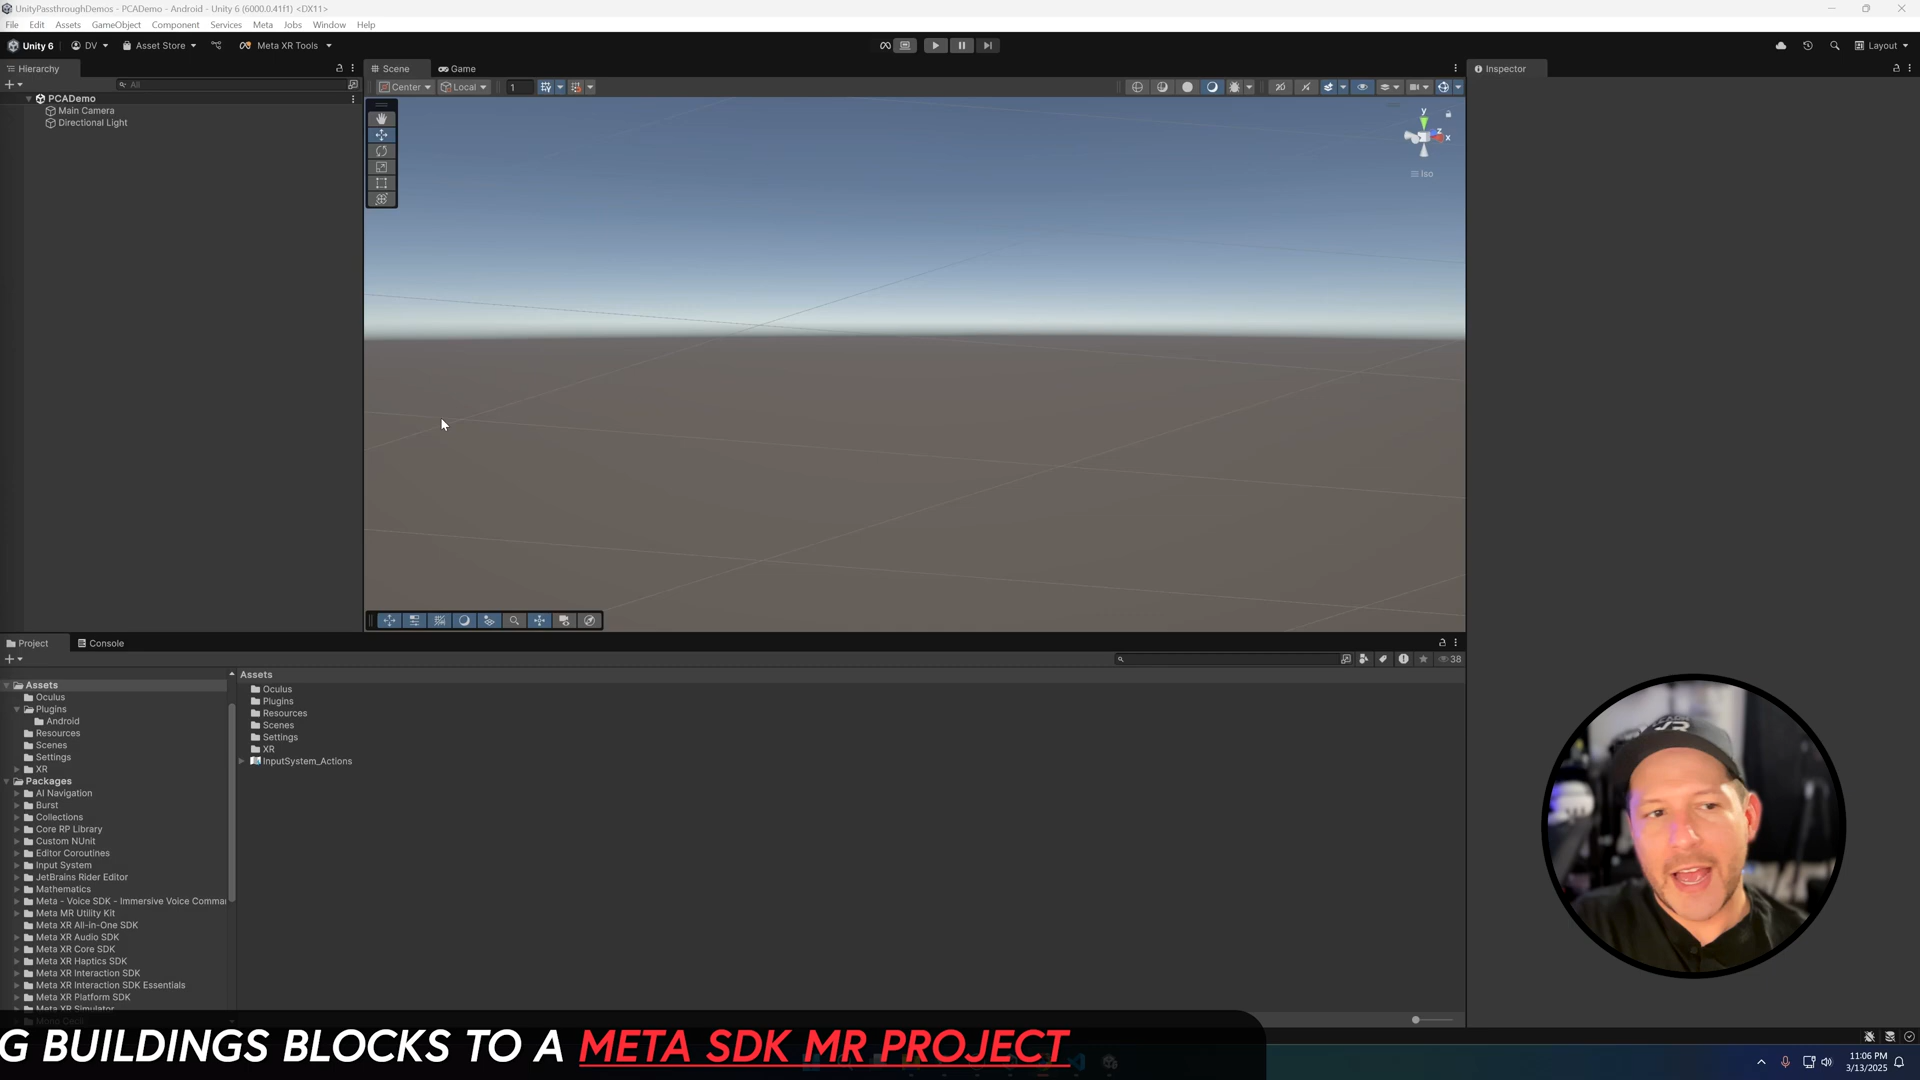 UnityPassthroughDemos - PCADemo - Android - Unity 6 (6000.0.41f1) <DX11>
File Edit Assets GameObject Component Services Meta Jobs Window Help
Unity 6 DV Asset Store Meta XR Tools Layout
Hierarchy
Scene Game
Inspector
All
Center Local 1
PCADemo
Main Camera
Directional Light
y
z
x
Iso
Project Console
38
Assets
Oculus
Plugins
Android
Resources
Scenes
Settings
XR
Packages
AI Navigation
Burst
Collections
Core RP Library
Custom NUnit
Editor Coroutines
Input System
JetBrains Rider Editor
Mathematics
Meta - Voice SDK - Immersive Voice Comma
Meta MR Utility Kit
Meta XR All-in-One SDK
Meta XR Audio SDK
Meta XR Core SDK
Meta XR Haptics SDK
Meta XR Interaction SDK
Meta XR Interaction SDK Essentials
Meta XR Platform SDK
Meta XR Simulator
Assets
Oculus
Plugins
Resources
Scenes
Settings
XR
InputSystem_Actions
G BUILDINGS BLOCKS TO A META SDK MR PROJECT
11:06 PM
3/13/2025